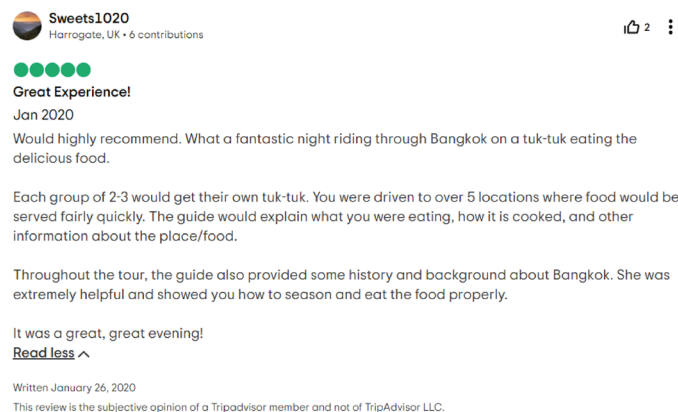 Sweets1020
Harrogate, UK • 6 contributions
2
Great Experience!
Jan 2020
Would highly recommend. What a fantastic night riding through Bangkok on a tuk-tuk eating the
delicious food.
Each group of 2-3 would get their own tuk-tuk. You were driven to over 5 locations where food would be
served fairly quickly. The guide would explain what you were eating, how it is cooked, and other
information about the place/food.
Throughout the tour, the guide also provided some history and background about Bangkok. She was
extremely helpful and showed you how to season and eat the food properly.
It was a great, great evening!
Read less
Written January 26, 2020
This review is the subjective opinion of a Tripadvisor member and not of TripAdvisor LLC.